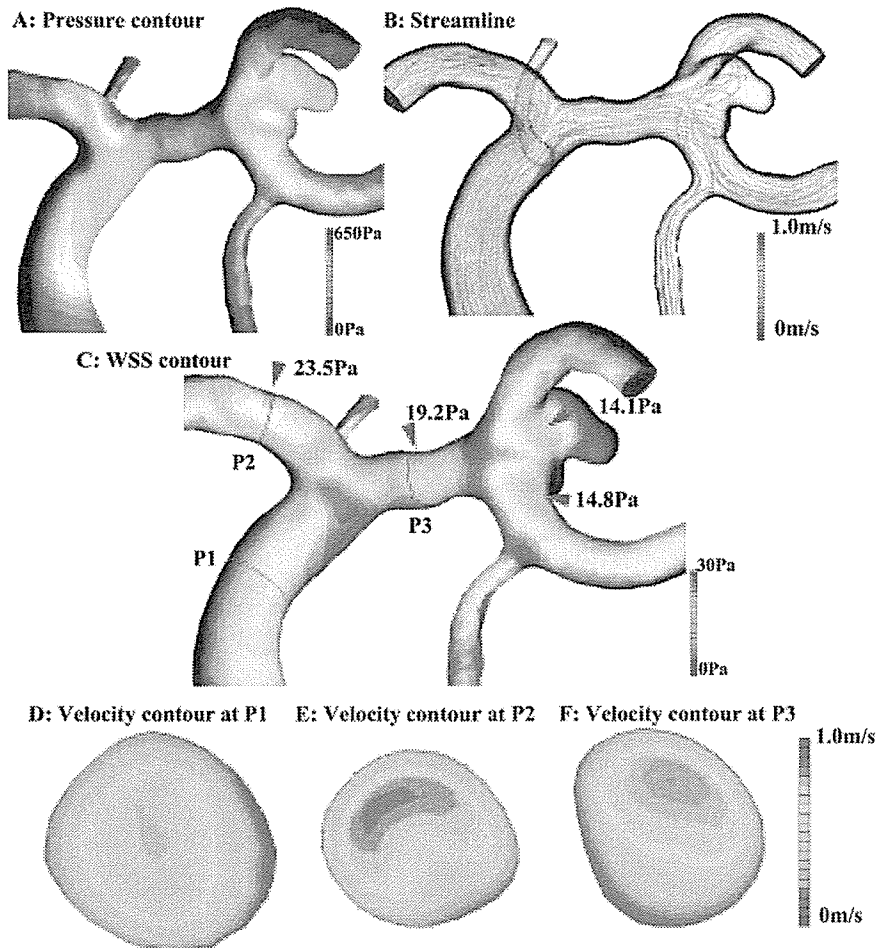 A: Pressure contour
B: Streamline
650Pa
0Pa
1.0m/s
0m/s
C: WSS contour
23.5Pa
19.2Pa
14.1Pa
P2
14.8Pa
P3
P1
30Pa
0Pa
D: Velocity contour at P1
E: Velocity contour at P2
F: Velocity contour at P3
1.0m/s
0m/s